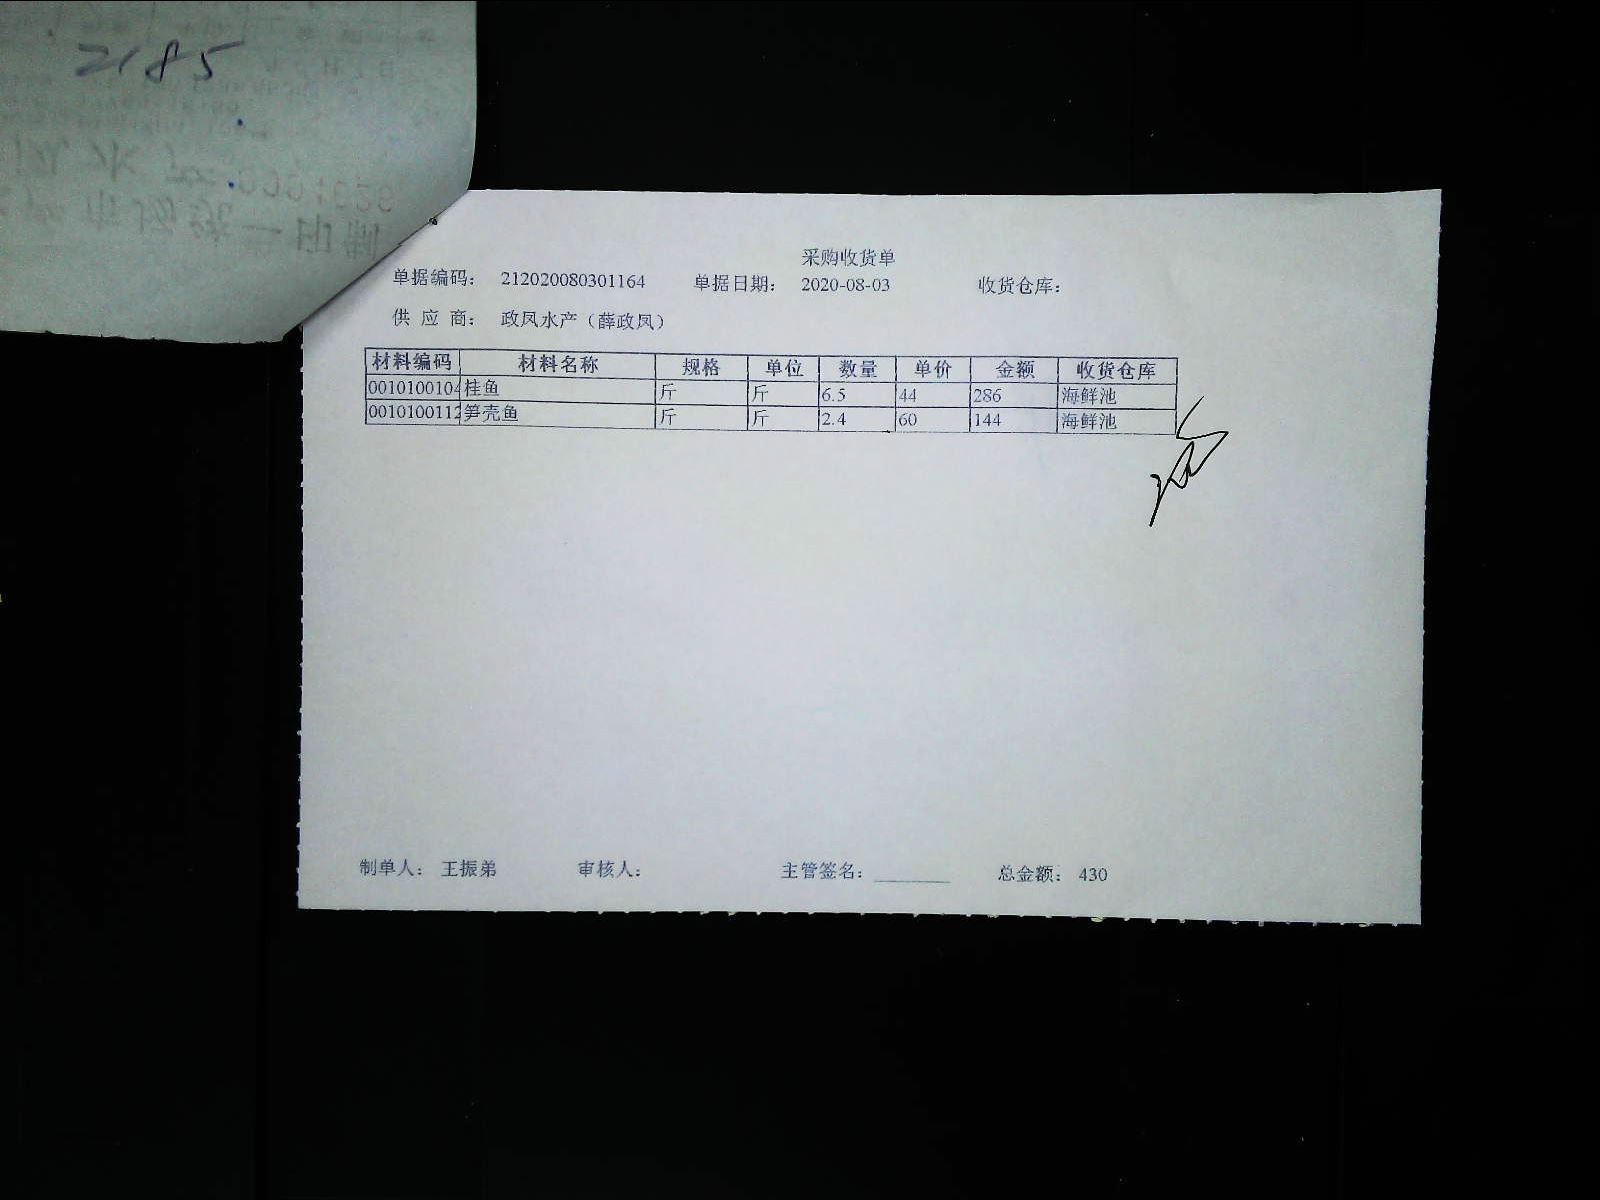 2185
采购收货单
单据编码： 212020080301164 单据日期： 2020-08-03 收货仓库：
供 应 商： 政凤水产（薛政凤）
材料编码 材料名称 规格 单位 数量 单价 金额 收货仓库
0010100104 桂鱼 斤 斤 6.5 44 286 海鲜池
0010100112 笋壳鱼 斤 斤 2.4 60 144 海鲜池
制单人： 王振弟 审核人： 主管签名： 总金额： 430